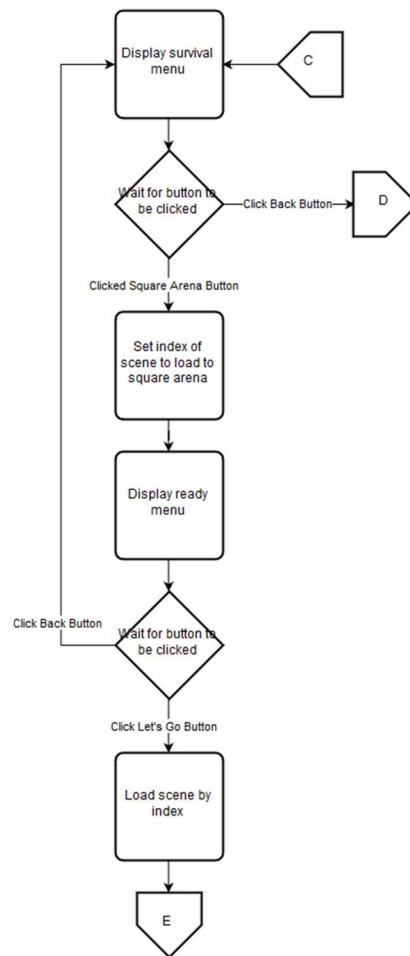 Display survival
menu
C
Wait for button to
be clicked
Click Back Button
D
Clicked Square Arena Button
Set index of
scene to load to
square arena
Display ready
menu
Click Back Button
Wait for button to
be clicked
Click Let's Go Button
Load scene by
index
E